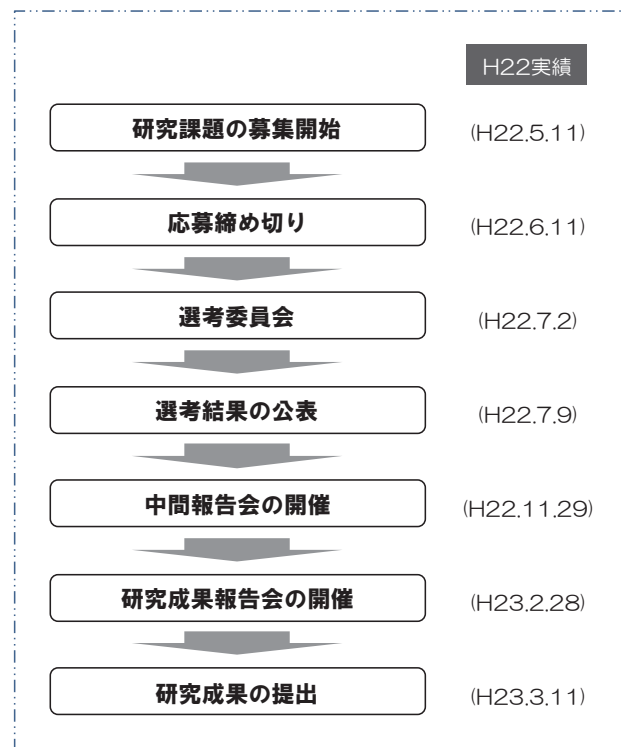 H22実績
研究課題の募集開始 (H22.5.11)
応募締め切り (H22.6.11)
選考委員会 (H22.7.2)
選考結果の公表 (H22.7.9)
中間報告会の開催 (H22.11.29)
研究成果報告会の開催 (H23.2.28)
研究成果の提出 (H23.3.11)